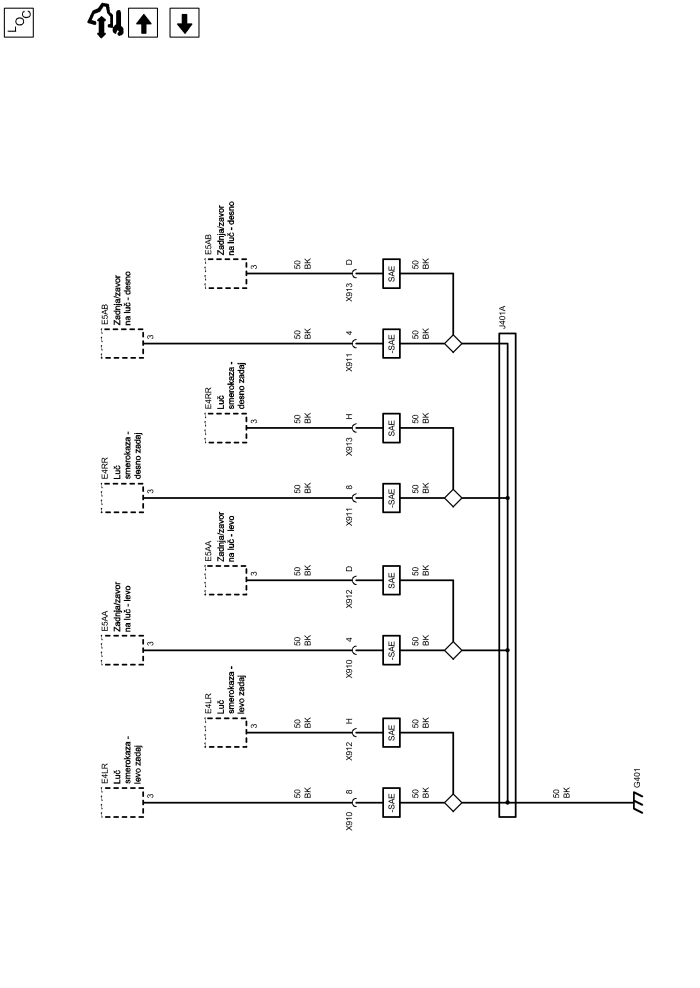 LOC
E4LR
Luč
smerokaza -
levo zadaj
3
50
BK
X910
8
-SAE
50
BK
E4LR
Luč
smerokaza -
levo zadaj
3
50
BK
X912
H
SAE
50
BK
E5AA
Zadnja/zavor
na luč - levo
3
50
BK
X910
4
-SAE
50
BK
E5AA
Zadnja/zavor
na luč - levo
3
50
BK
X912
D
SAE
50
BK
E4RR
Luč
smerokaza -
desno zadaj
3
50
BK
X911
8
-SAE
50
BK
E4RR
Luč
smerokaza -
desno zadaj
3
50
BK
X913
H
SAE
50
BK
E5AB
Zadnja/zavor
na luč - desno
3
50
BK
X911
4
-SAE
50
BK
E5AB
Zadnja/zavor
na luč - desno
3
50
BK
X913
D
SAE
50
BK
J401A
50
BK
G401